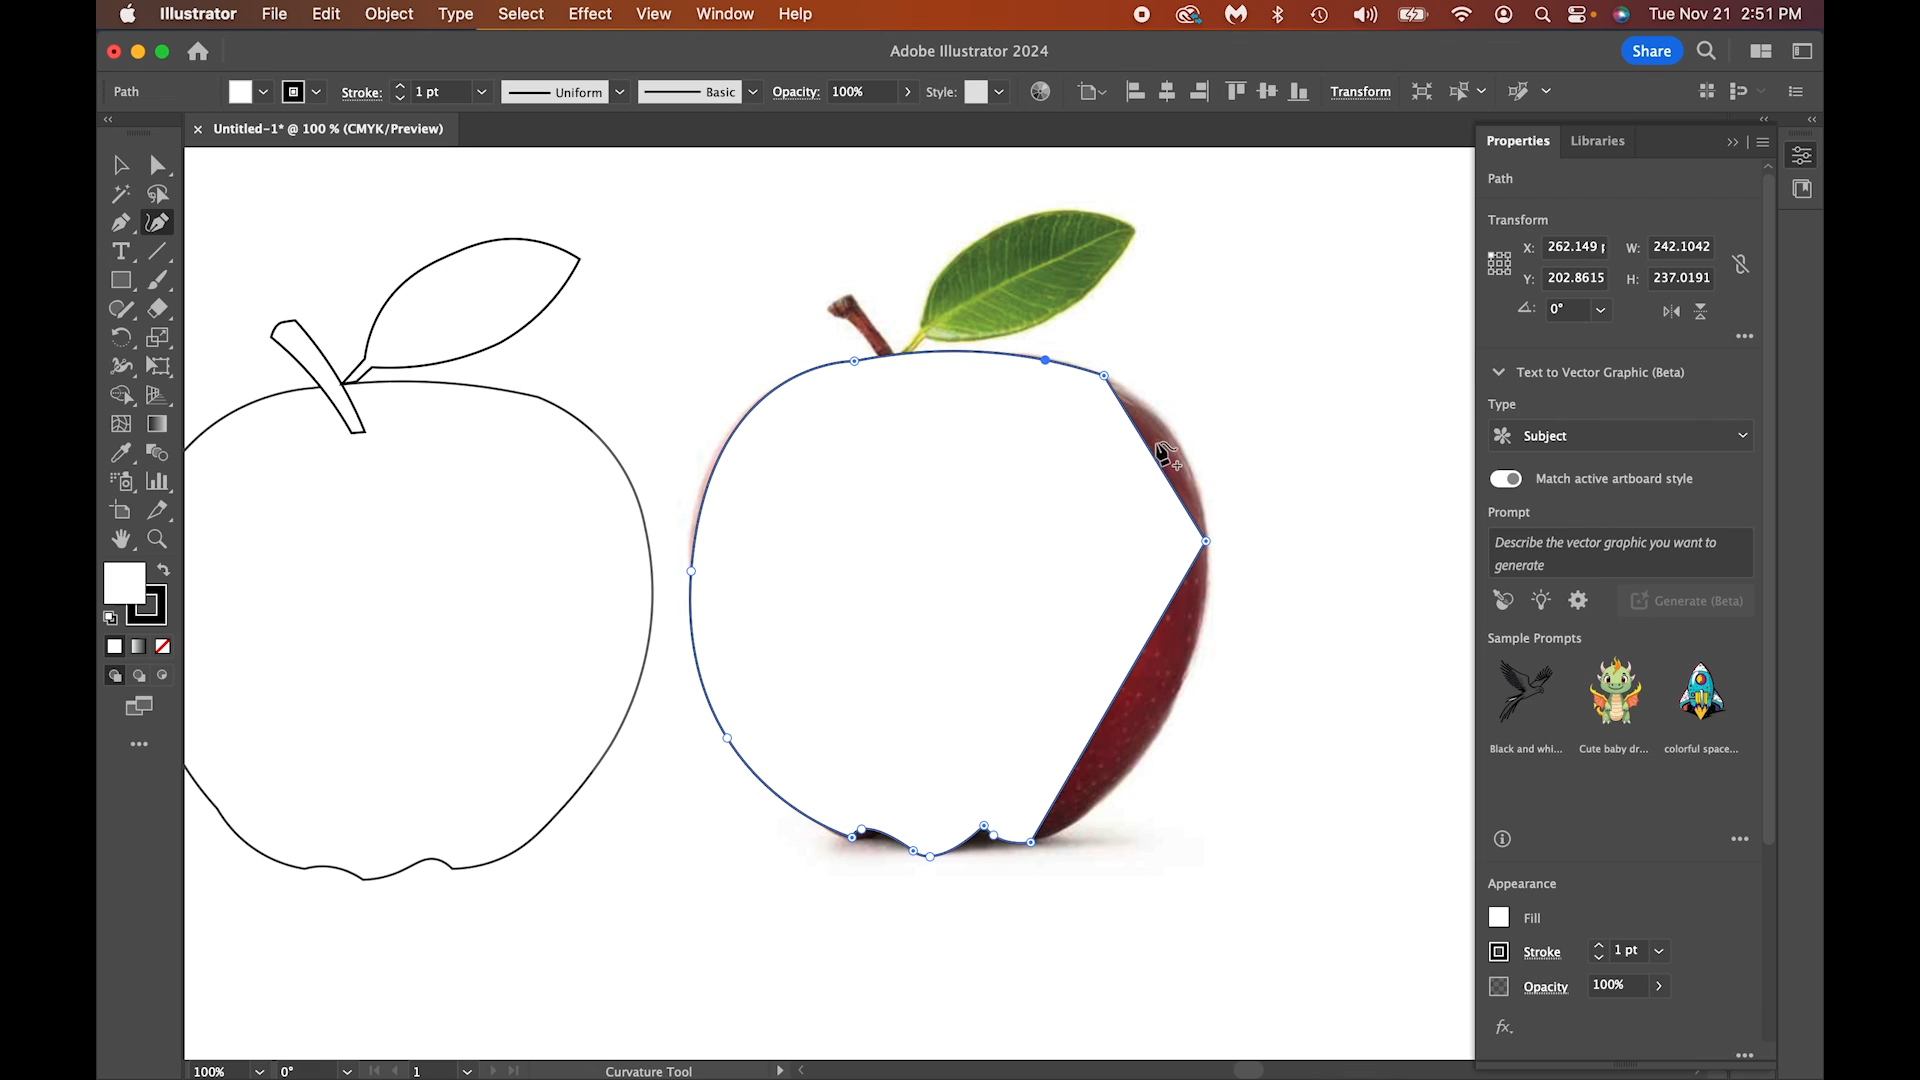 Illustrator File Edit Object Type Select Effect View Window Help Tue Nov 21 2:51 PM
Adobe Illustrator 2024 Share
Path Stroke: 1 pt Uniform Basic Opacity: 100% Style: Transform
Untitled-1* @ 100 % (CMYK/Preview)
Properties Libraries
Path
Transform
X: 262.149 W: 242.1042
Y: 202.8615 H: 237.0191
0°
Text to Vector Graphic (Beta)
Type
Subject
Match active artboard style
Prompt
Describe the vector graphic you want to
generate
Generate (Beta)
Sample Prompts
Black and whi... Cute baby dr... colorful space...
Appearance
Fill
Stroke 1 pt
Opacity 100%
fx.
100% 0° 1 Curvature Tool